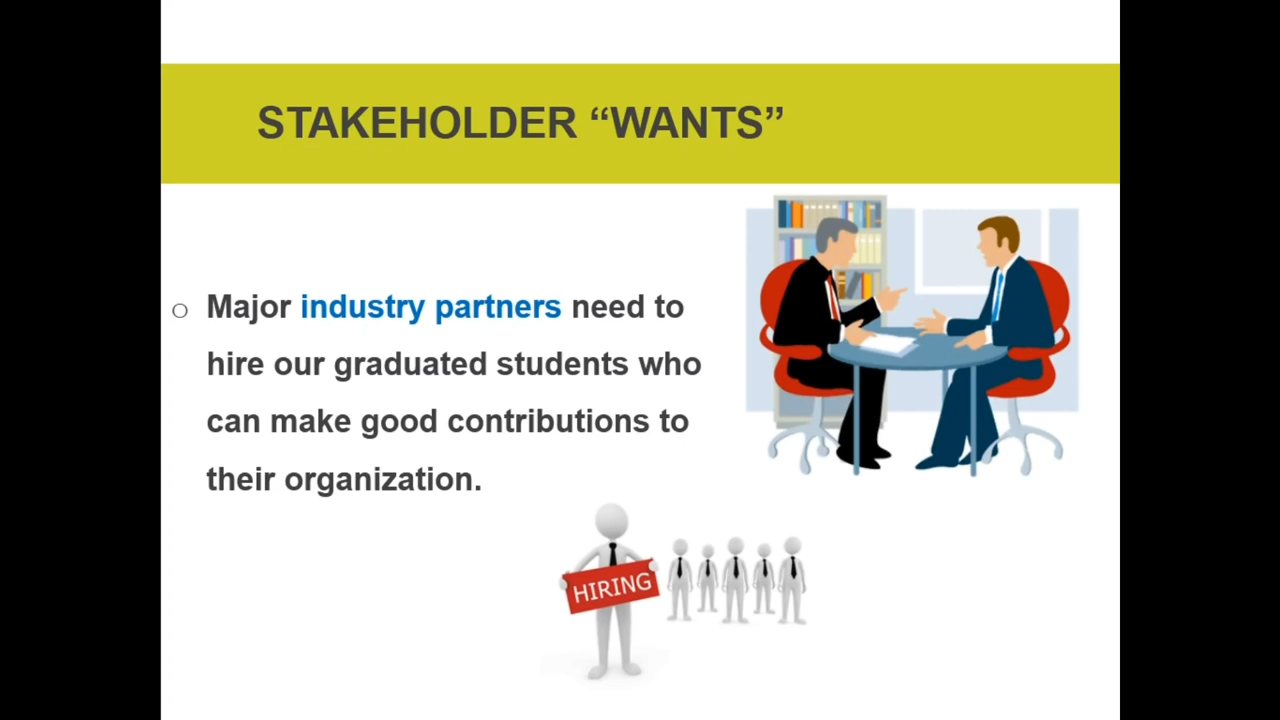 STAKEHOLDER “WANTS”
Major industry partners need to
hire our graduated students who
can make good contributions to
their organization.
HIRING